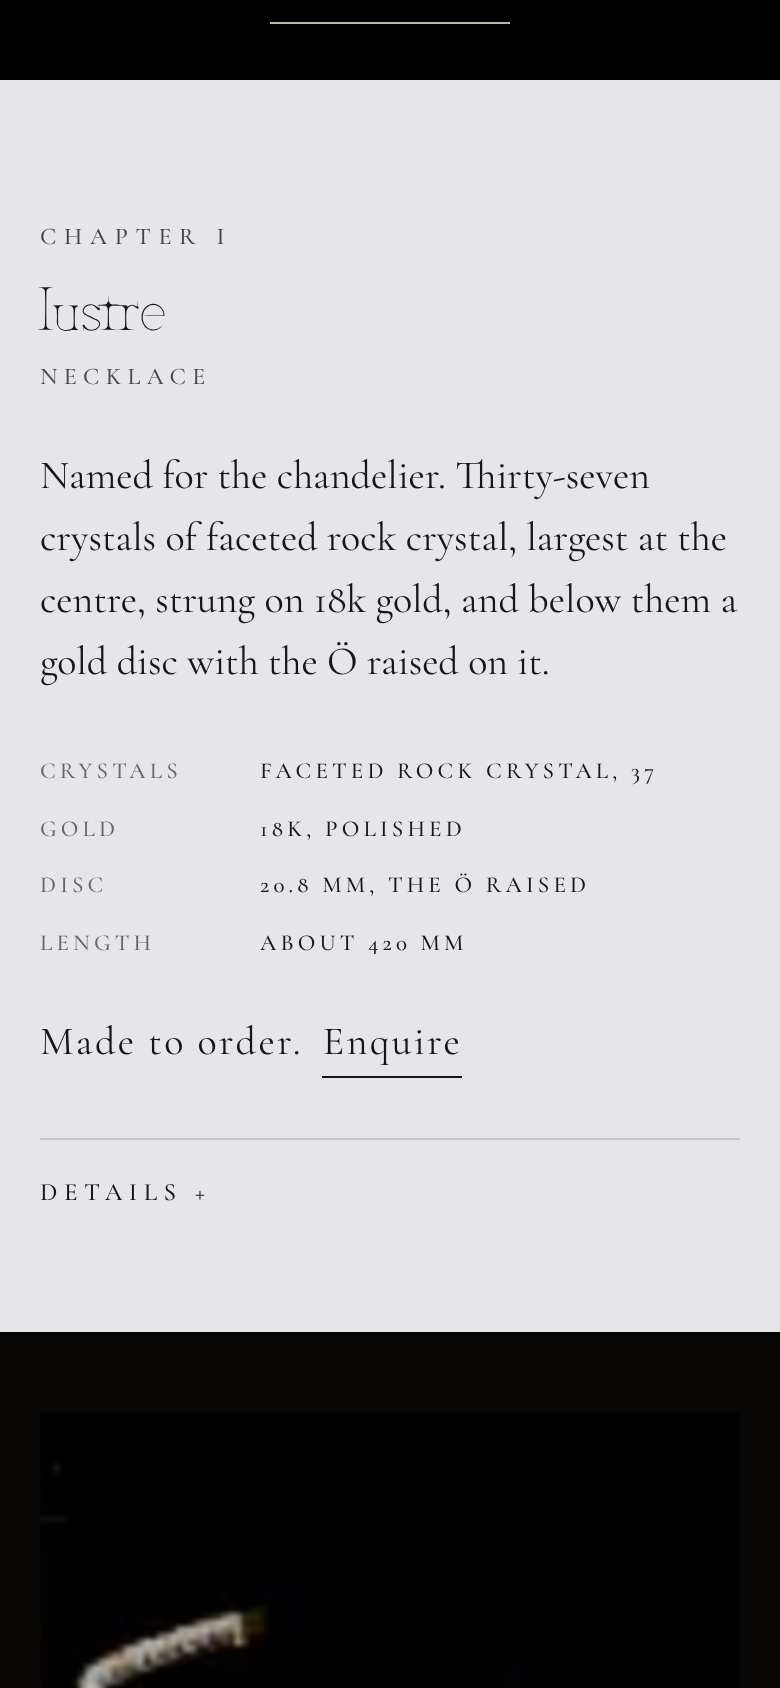 CHAPTER I
lustre
NECKLACE
Named for the chandelier. Thirty-seven
crystals of faceted rock crystal, largest at the
centre, strung on 18k gold, and below them a
gold disc with the Ö raised on it.
CRYSTALS FACETED ROCK CRYSTAL, 37
GOLD 18K, POLISHED
DISC 20.8 MM, THE Ö RAISED
LENGTH ABOUT 420 MM
Made to order. Enquire
DETAILS +